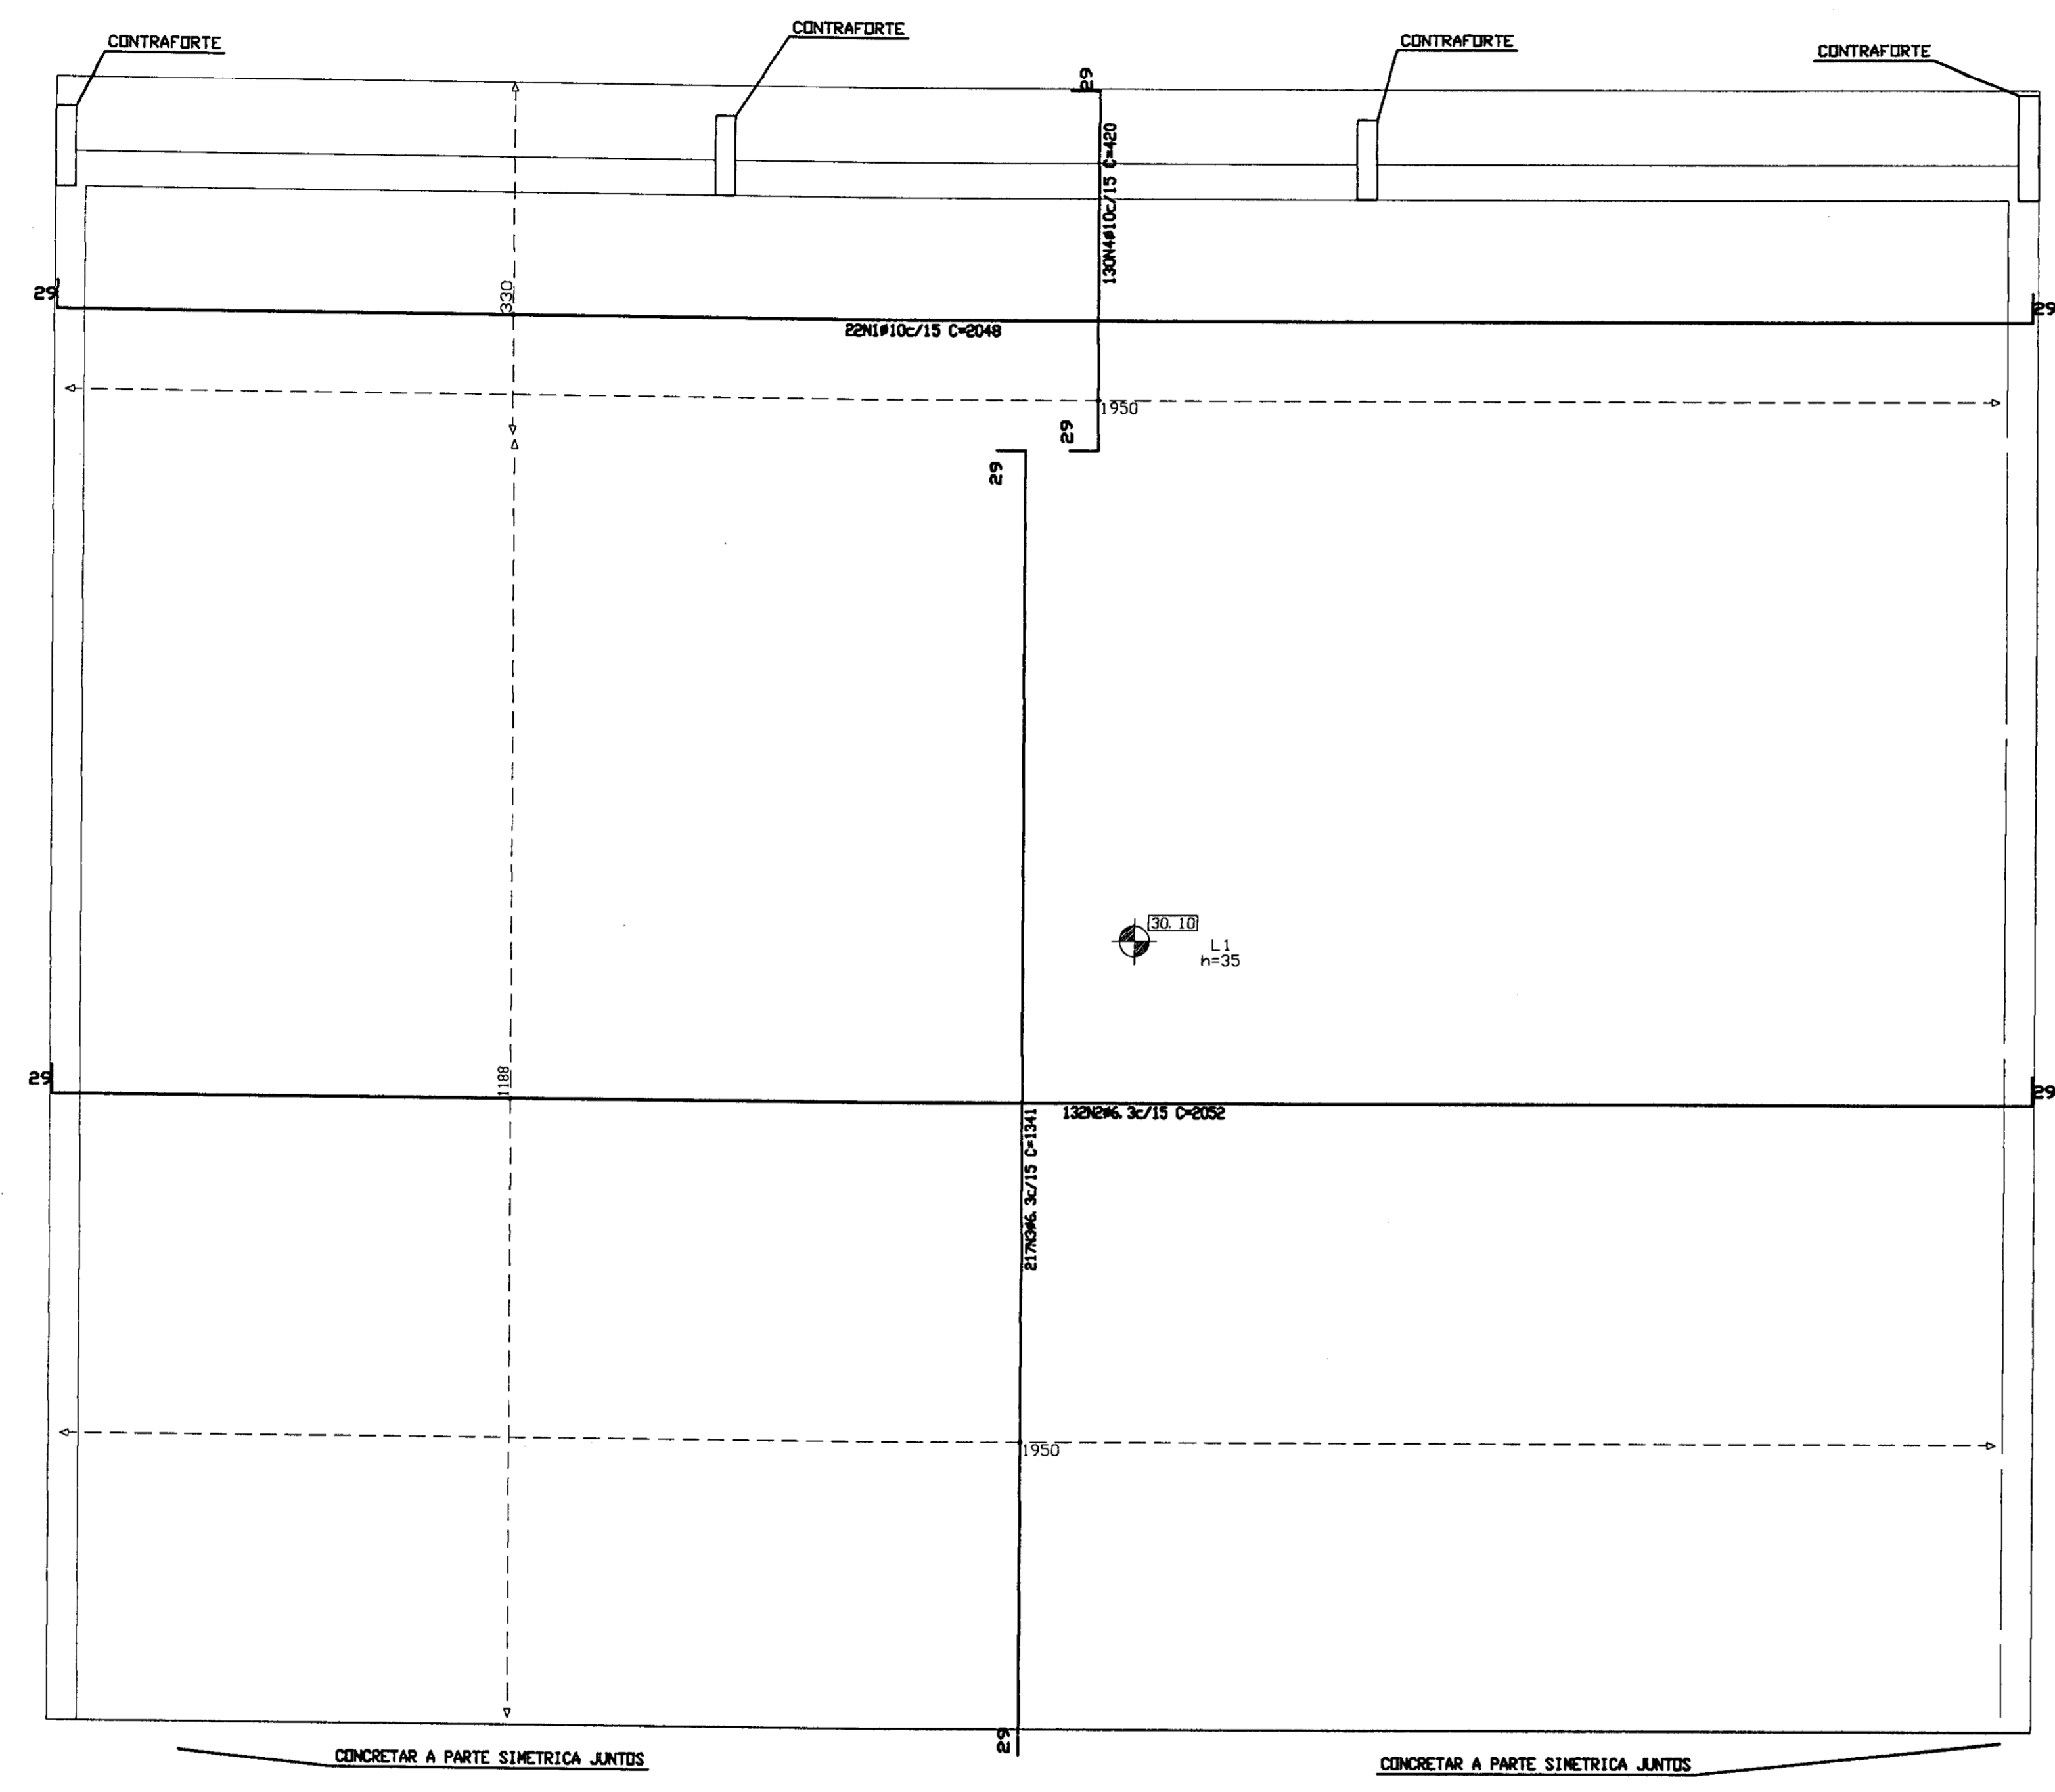 CONTRAFORTE
CONTRAFORTE
CONTRAFORTE
CONTRAFORTE
29
130N4ø10c/15 C=420
29
330
22N1ø10c/15 C=2048
29
1950
29
29
30. 10
L1
h=35
29
1188
132N2ø6. 3c/15 C=2052
29
217N3ø6. 3c/15 C=1341
1950
29
CONCRETAR A PARTE SIMETRICA JUNTOS
CONCRETAR A PARTE SIMETRICA JUNTOS